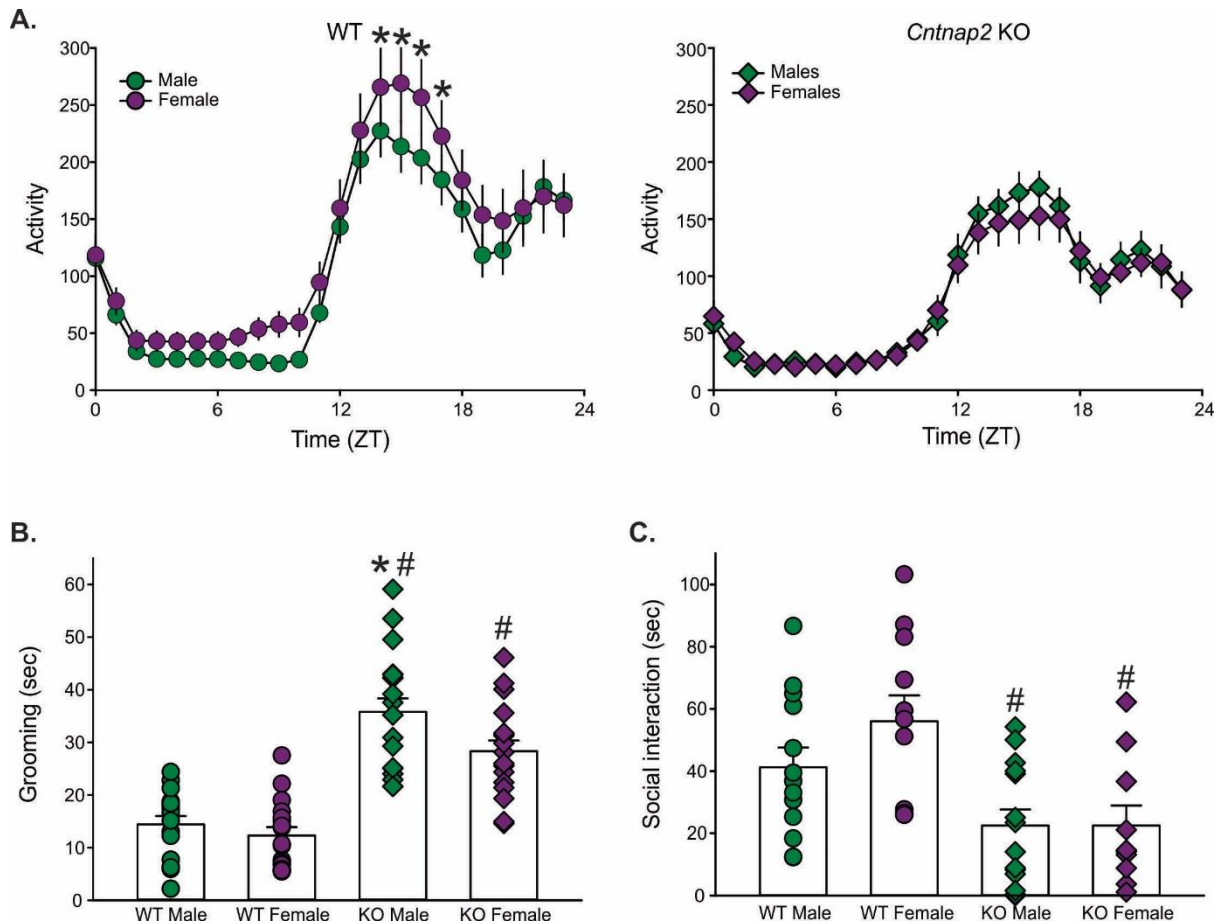 A.
WT
* * * *
300
250
200
150
100
50
0
Activity
Male
Female
0 6 12 18 24
Time (ZT)
Cntnap2 KO
300
250
200
150
100
50
0
Activity
Males
Females
0 6 12 18 24
Time (ZT)
B.
60
50
40
30
20
10
0
Grooming (sec)
* #
#
WT Male WT Female KO Male KO Female
C.
100
80
60
40
20
0
Social interaction (sec)
#
#
WT Male WT Female KO Male KO Female